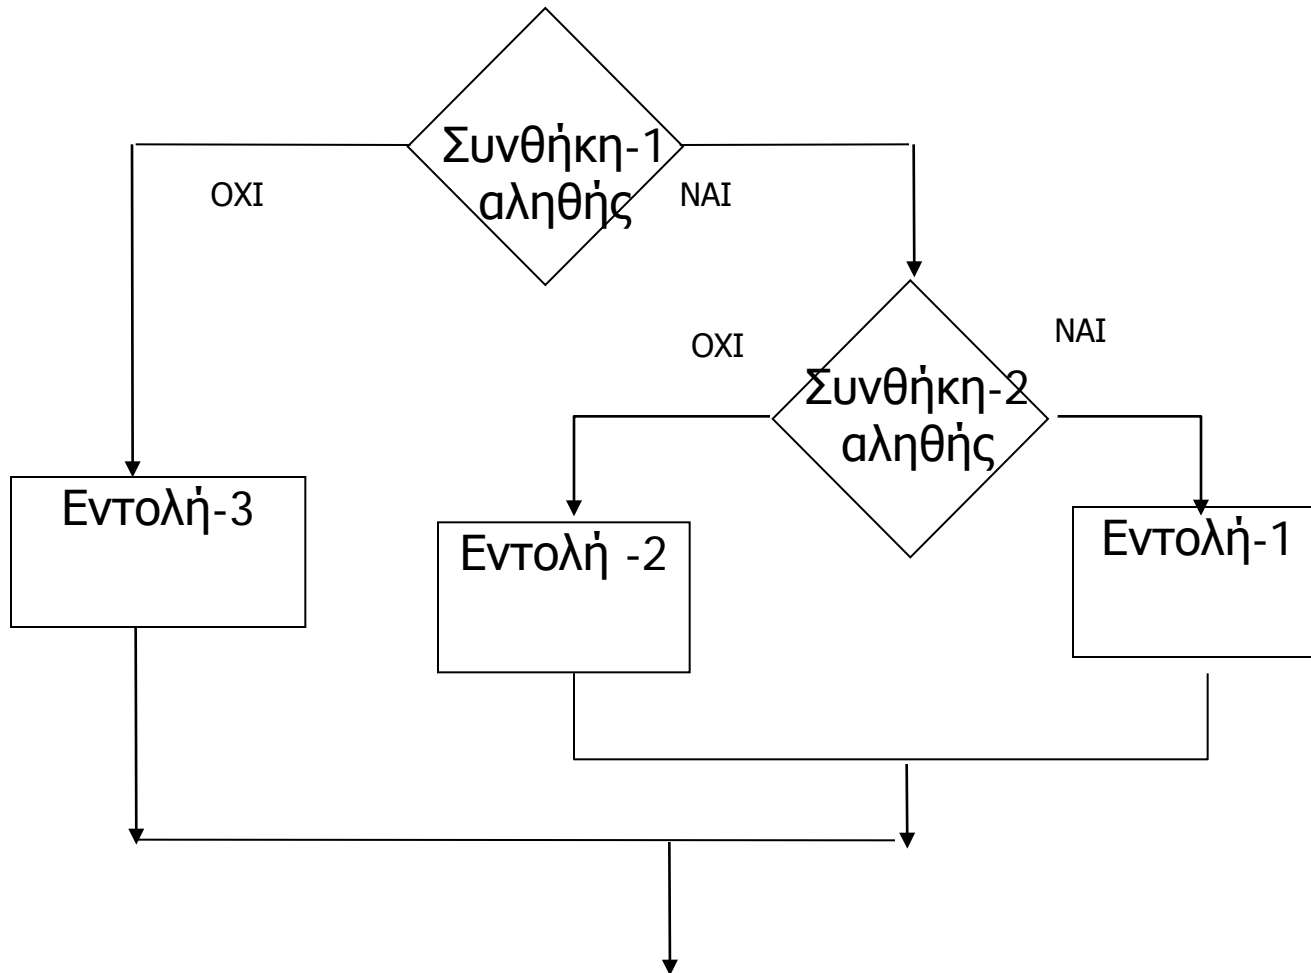 Συνθήκη-1
αληθής
ΟΧΙ
ΝΑΙ
ΟΧΙ
ΝΑΙ
Συνθήκη-2
αληθής
Εντολή-3
Εντολή -2
Εντολή-1